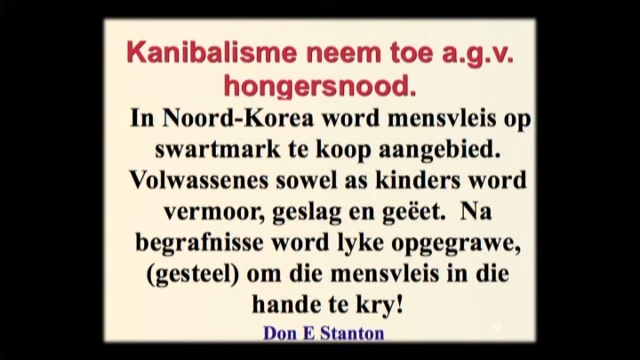 Kanibalisme neem toe a.g.v.
hongersnood.
In Noord-Korea word mensvleis op
swartmark te koop aangebied.
Volwassenes sowel as kinders word
vermoor, geslag en geëet. Na
begrafnisse word lyke opgegrawe,
(gesteel) om die mensvleis in die
hande te kry!
Don E Stanton